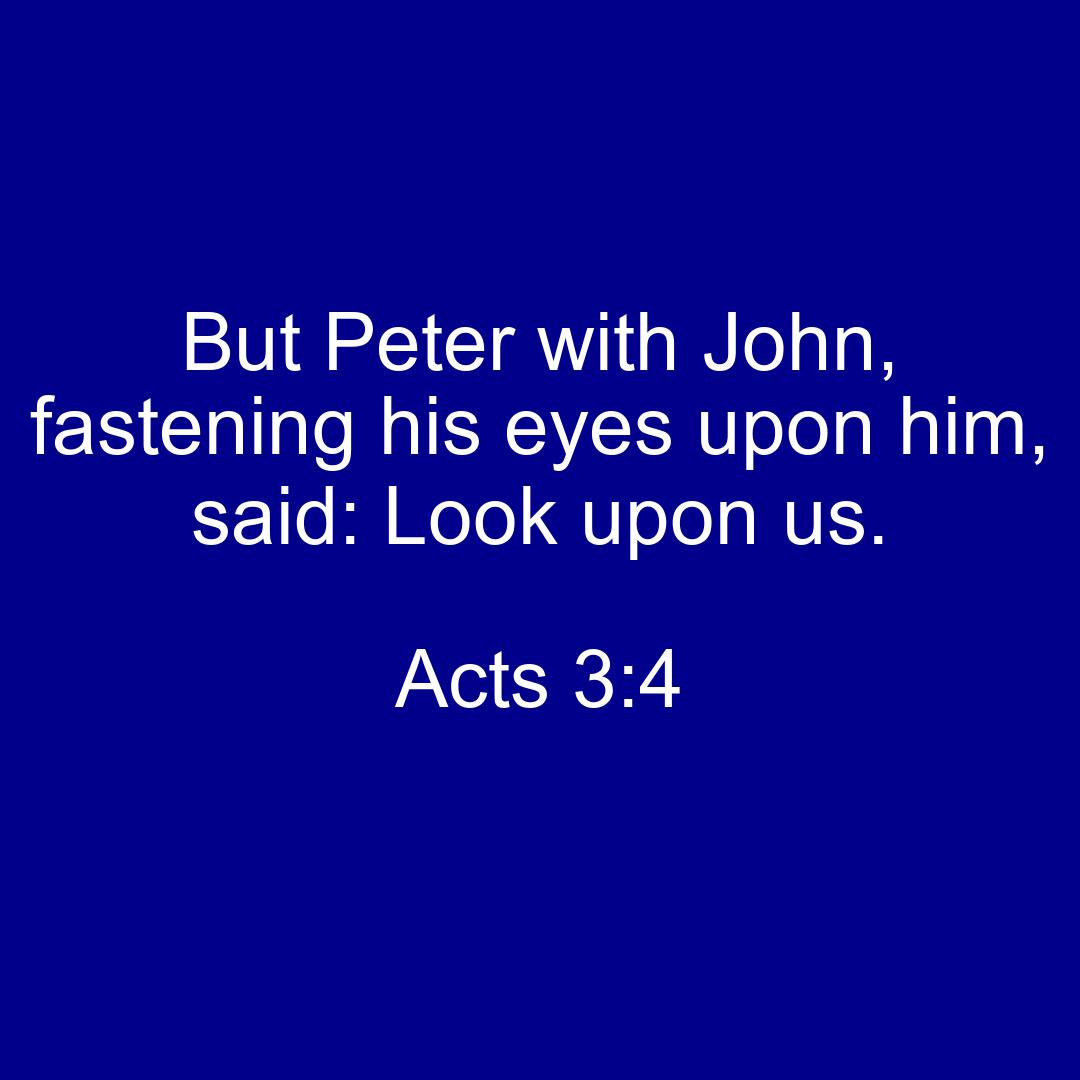 But Peter with John,
fastening his eyes upon him,
said: Look upon us.
Acts 3:4